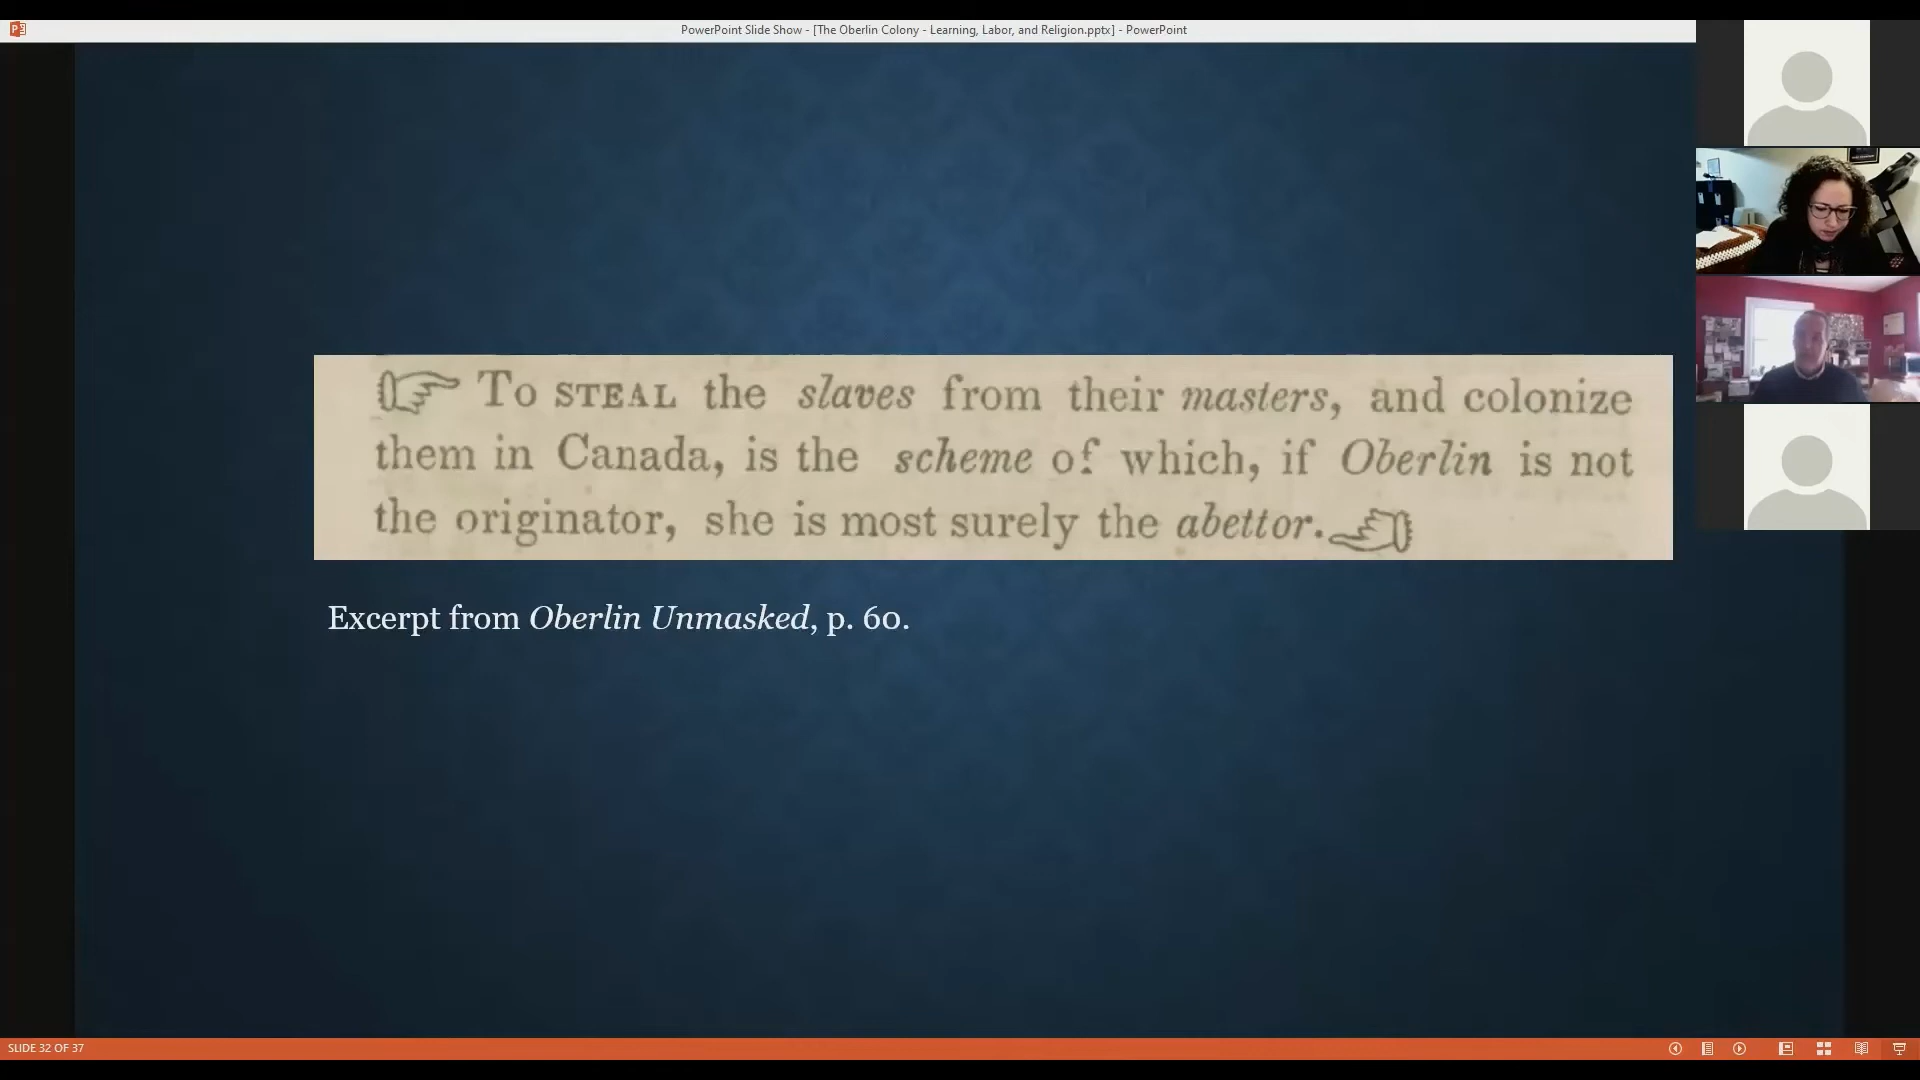 PowerPoint Slide Show - [The Oberlin Colony - Learning, Labor, and Religion.pptx] - PowerPoint
To STEAL the slaves from their masters, and colonize
them in Canada, is the scheme of which, if Oberlin is not
the originator, she is most surely the abettor.
Excerpt from Oberlin Unmasked, p. 60.
SLIDE 32 OF 37